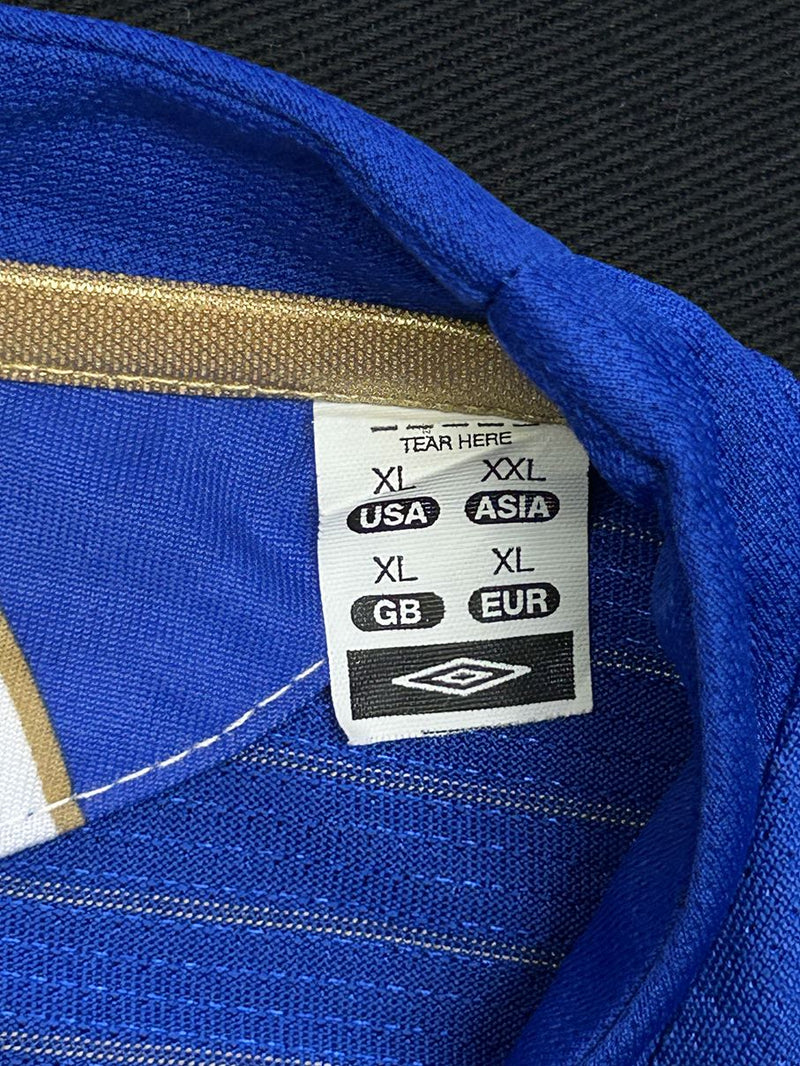 TEAR HERE
XL XXL
USA ASIA
XL XL
GB EUR